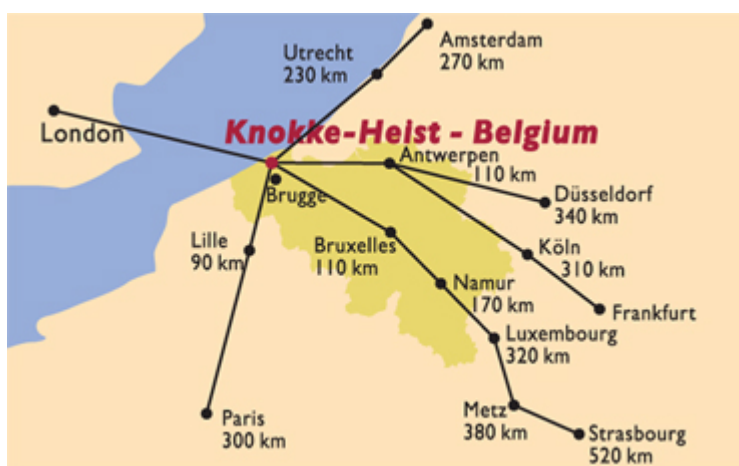 Amsterdam
270 km
Utrecht
230 km
London
Knokke-Heist - Belgium
Antwerpen
110 km
Brugge
Düsseldorf
340 km
Lille
90 km
Bruxelles
110 km
Köln
310 km
Namur
170 km
Frankfurt
Luxembourg
320 km
Metz
380 km
Paris
300 km
Strasbourg
520 km